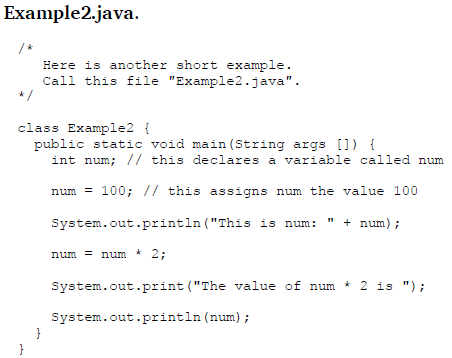 Example2.java.
/*
Here is another short example.
Call this file "Example2.java".
*/
class Example2 {
public static void main(String args []) {
int num; // this declares a variable called num
num = 100; // this assigns num the value 100
System.out.println("This is num: " + num);
num = num * 2;
System.out.print("The value of num * 2 is ");
System.out.println(num);
}
}